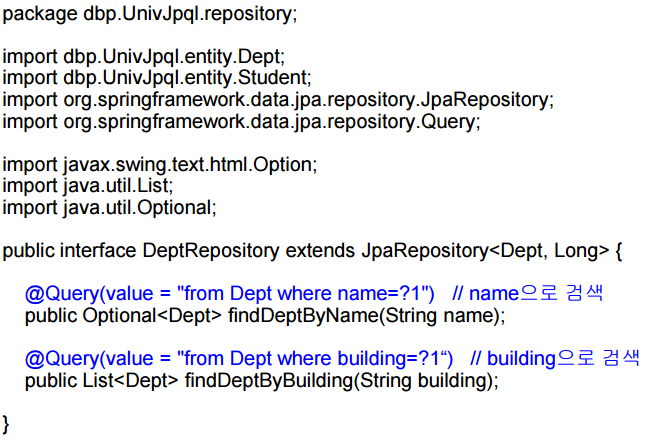 package dbp.UnivJpql.repository;
import dbp.UnivJpql.entity.Dept;
import dbp.UnivJpql.entity.Student;
import org.springframework.data.jpa.repository.JpaRepository;
import org.springframework.data.jpa.repository.Query;
import javax.swing.text.html.Option;
import java.util.List;
import java.util.Optional;
public interface DeptRepository extends JpaRepository<Dept, Long> {
@Query(value = "from Dept where name=?1") // name으로 검색
public Optional<Dept> findDeptByName(String name);
@Query(value = "from Dept where building=?1“) // building으로 검색
public List<Dept> findDeptByBuilding(String building);
}